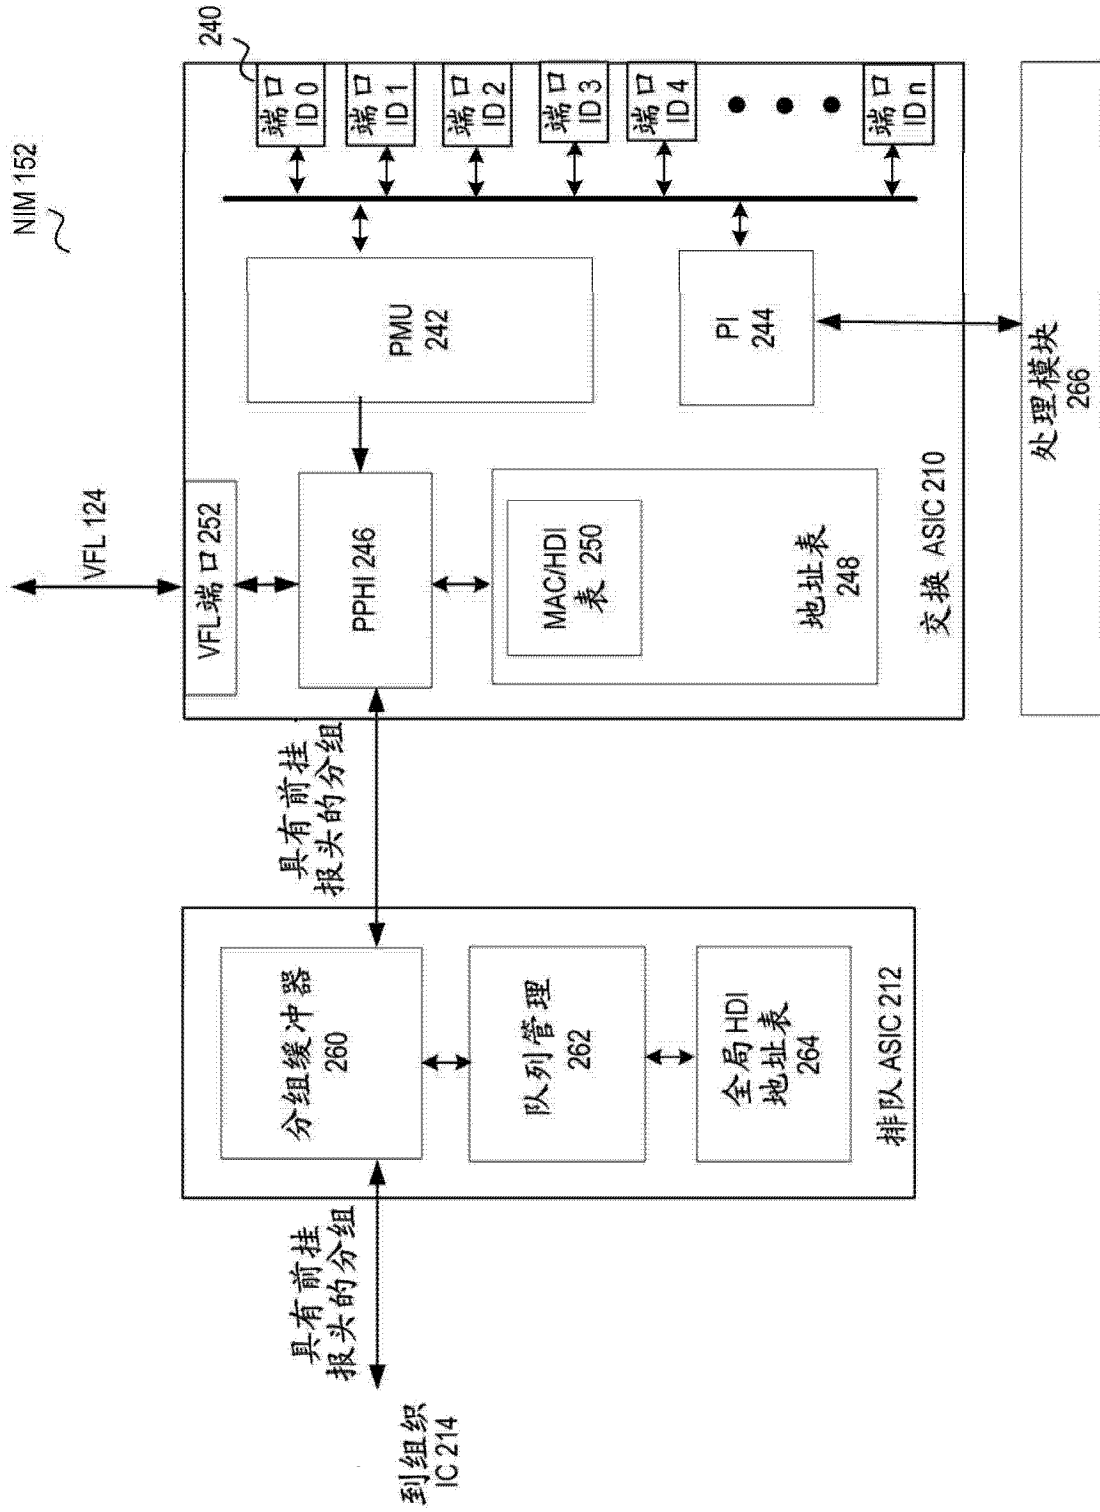 NIM 152
VFL 124
240
VFL端口 252
端口
ID 0
端口
ID 1
端口
ID 2
端口
ID 3
端口
ID 4
端口
ID n
PMU
242
PI
244
PPHI 246
MAC/HDI
表 250
地址表
248
交换 ASIC 210
处理模块
266
具有前挂
报头的分组
分组缓冲器
260
队列管理
262
全局HDI
地址表
264
排队 ASIC 212
具有前挂
报头的分组
到组织
IC 214